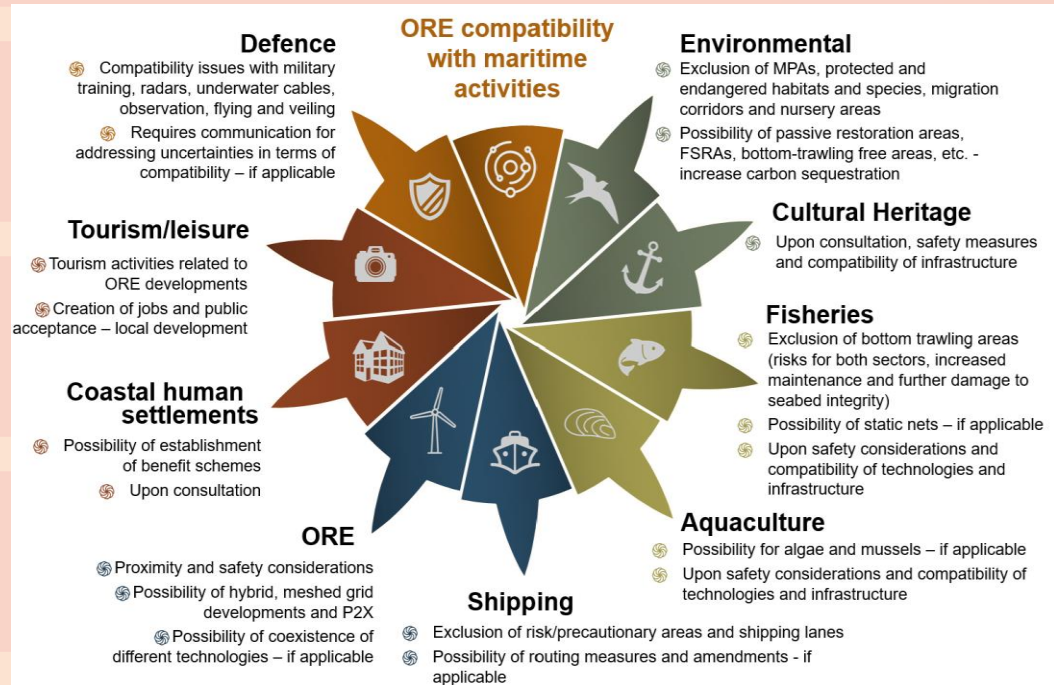 ORE compatibility
with maritime
activities
Defence
Compatibility issues with military
training, radars, underwater cables,
observation, flying and veiling
Requires communication for
addressing uncertainties in terms of
compatibility – if applicable
Tourism/leisure
Tourism activities related to
ORE developments
Creation of jobs and public
acceptance – local development
Coastal human
settlements
Possibility of establishment
of benefit schemes
Upon consultation
ORE
Proximity and safety considerations
Possibility of hybrid, meshed grid
developments and P2X
Possibility of coexistence of
different technologies – if applicable
Shipping
Exclusion of risk/precautionary areas and shipping lanes
Possibility of routing measures and amendments - if
applicable
Environmental
Exclusion of MPAs, protected and
endangered habitats and species, migration
corridors and nursery areas
Possibility of passive restoration areas,
FSRAs, bottom-trawling free areas, etc. -
increase carbon sequestration
Cultural Heritage
Upon consultation, safety measures
and compatibility of infrastructure
Fisheries
Exclusion of bottom trawling areas
(risks for both sectors, increased
maintenance and further damage to
seabed integrity)
Possibility of static nets – if applicable
Upon safety considerations and
compatibility of technologies and
infrastructure
Aquaculture
Possibility for algae and mussels – if applicable
Upon safety considerations and compatibility of
technologies and infrastructure